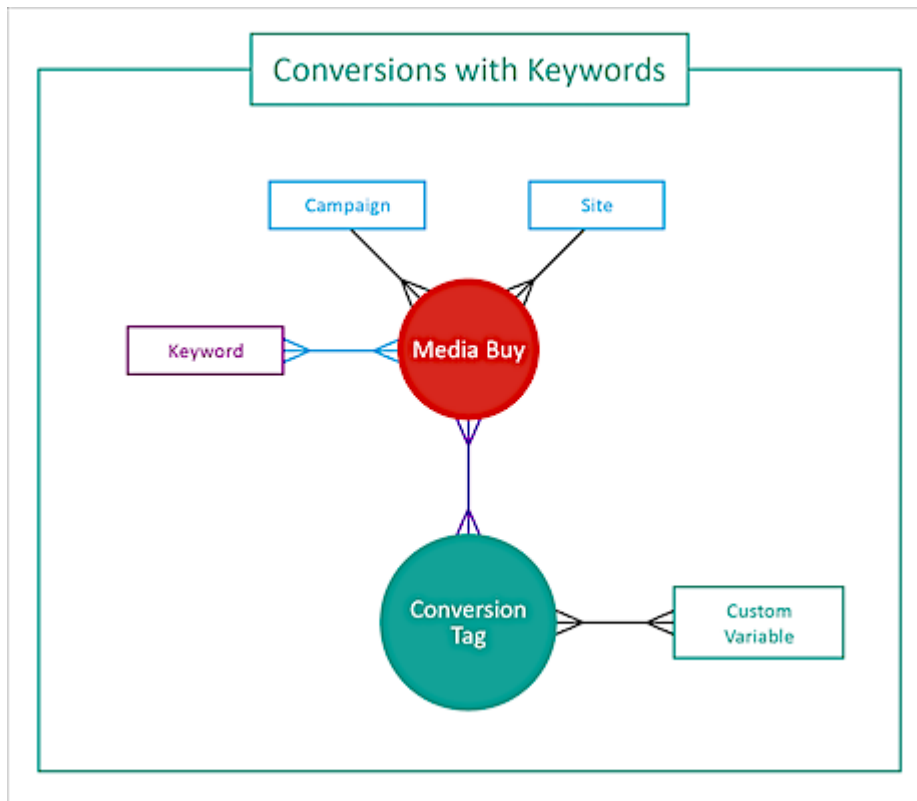 Conversions with Keywords
Campaign
Site
Keyword
Media Buy
Conversion
Tag
Custom
Variable